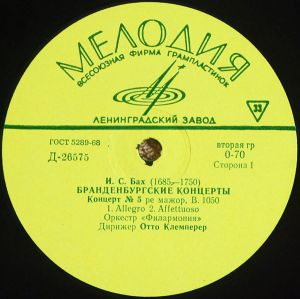 МЕЛОДИЯ
ВСЕСОЮЗНАЯ ФИРМА ГРАМПЛАСТИНОК
33
ЛЕНИНГРАДСКИЙ ЗАВОД
ГОСТ 5289-68
вторая гр
Д-26575
0-70
Сторона I
И. С. Бах (1685—1750)
БРАНДЕНБУРГСКИЕ КОНЦЕРТЫ
Концерт № 5 ре мажор, В. 1050
1. Allegro 2. Affettuoso
Оркестр «Филармония»
Дирижер Отто Клемперер